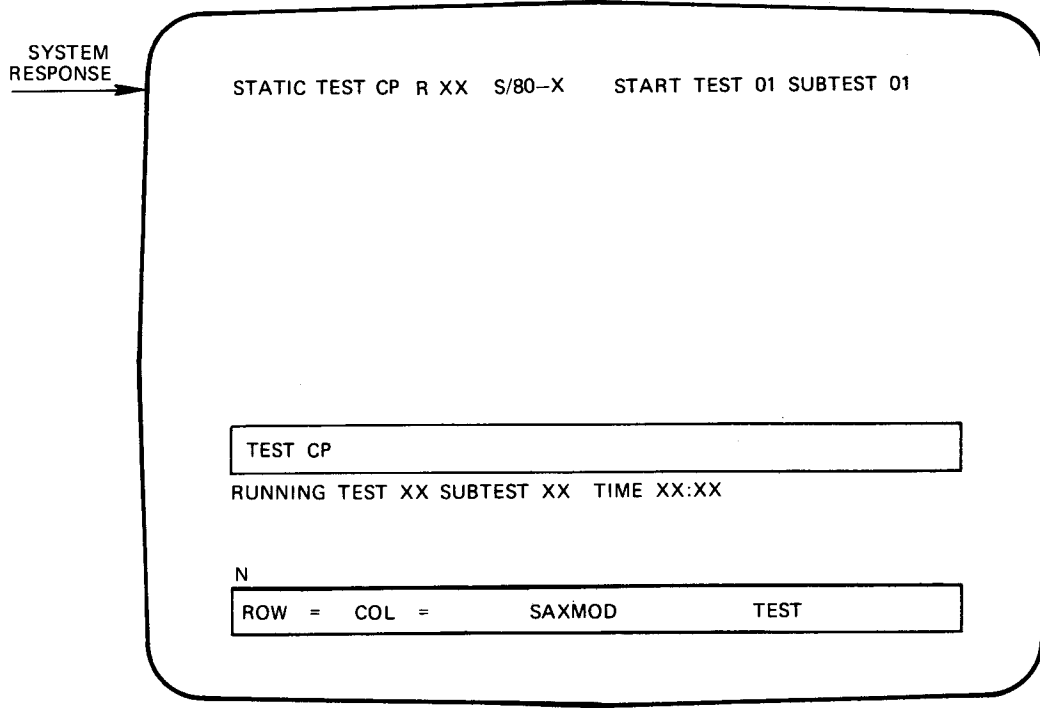 SYSTEM
RESPONSE
STATIC TEST CP R XX S/80-X START TEST 01 SUBTEST 01
TEST CP
RUNNING TEST XX SUBTEST XX TIME XX:XX
N
ROW = COL = SAXMOD TEST